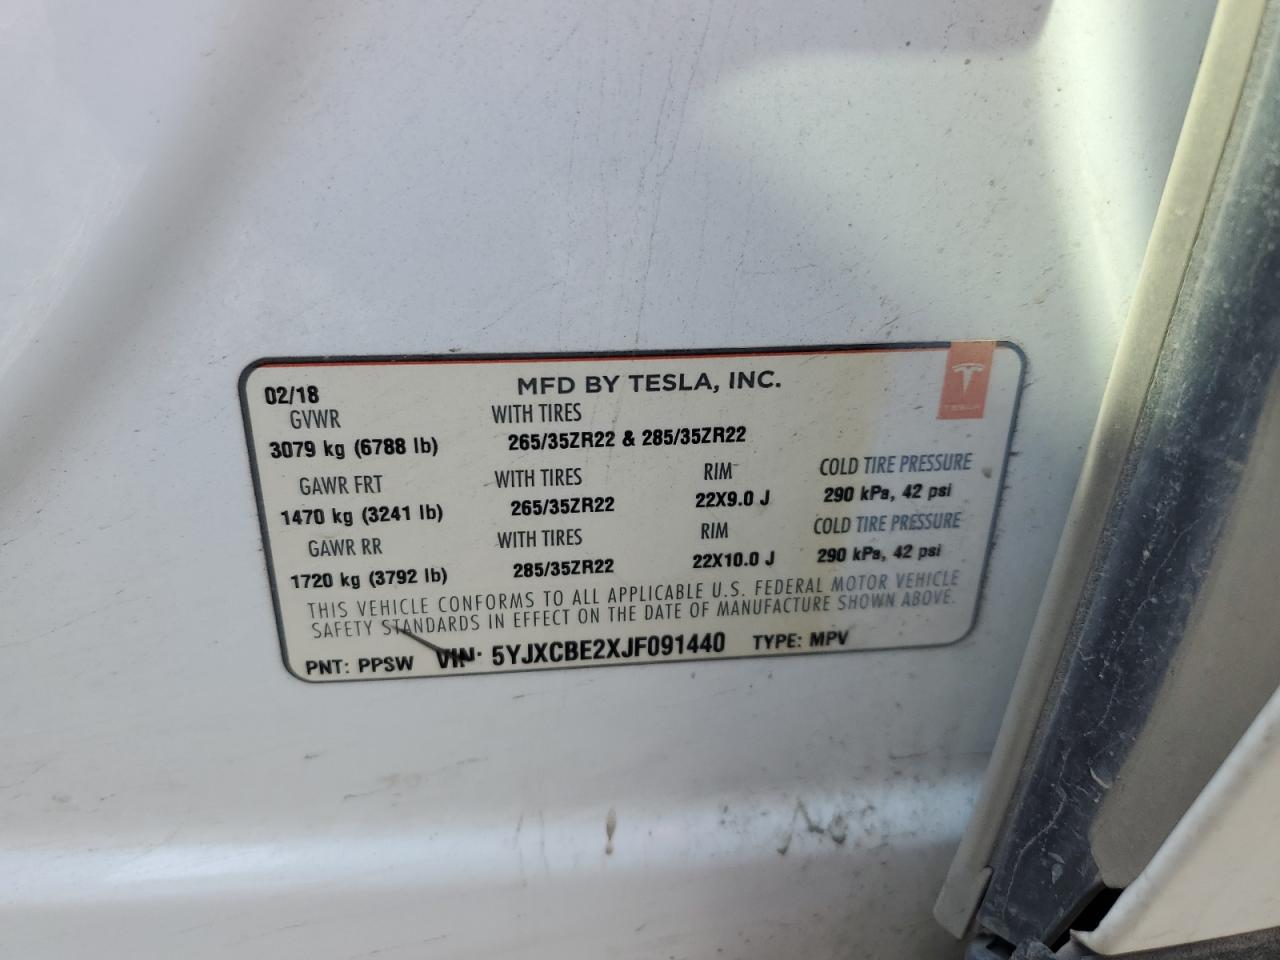 02/18 MFD BY TESLA, INC.
TESLA
GVWR WITH TIRES
3079 kg (6788 lb) 265/35ZR22 & 285/35ZR22
GAWR FRT WITH TIRES RIM COLD TIRE PRESSURE
1470 kg (3241 lb) 265/35ZR22 22X9.0 J 290 kPa, 42 psi
GAWR RR WITH TIRES RIM COLD TIRE PRESSURE
1720 kg (3792 lb) 285/35ZR22 22X10.0 J 290 kPa, 42 psi
THIS VEHICLE CONFORMS TO ALL APPLICABLE U.S. FEDERAL MOTOR VEHICLE
SAFETY STANDARDS IN EFFECT ON THE DATE OF MANUFACTURE SHOWN ABOVE.
PNT: PPSW VIN: 5YJXCBE2XJF091440 TYPE: MPV